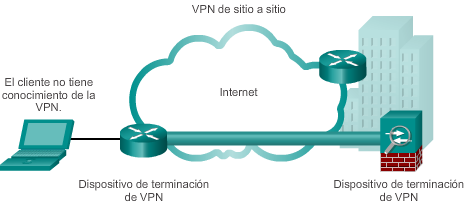 VPN de sitio a sitio
El cliente no tiene
conocimiento de la
VPN.
Internet
Dispositivo de terminación
de VPN
Dispositivo de terminación
de VPN